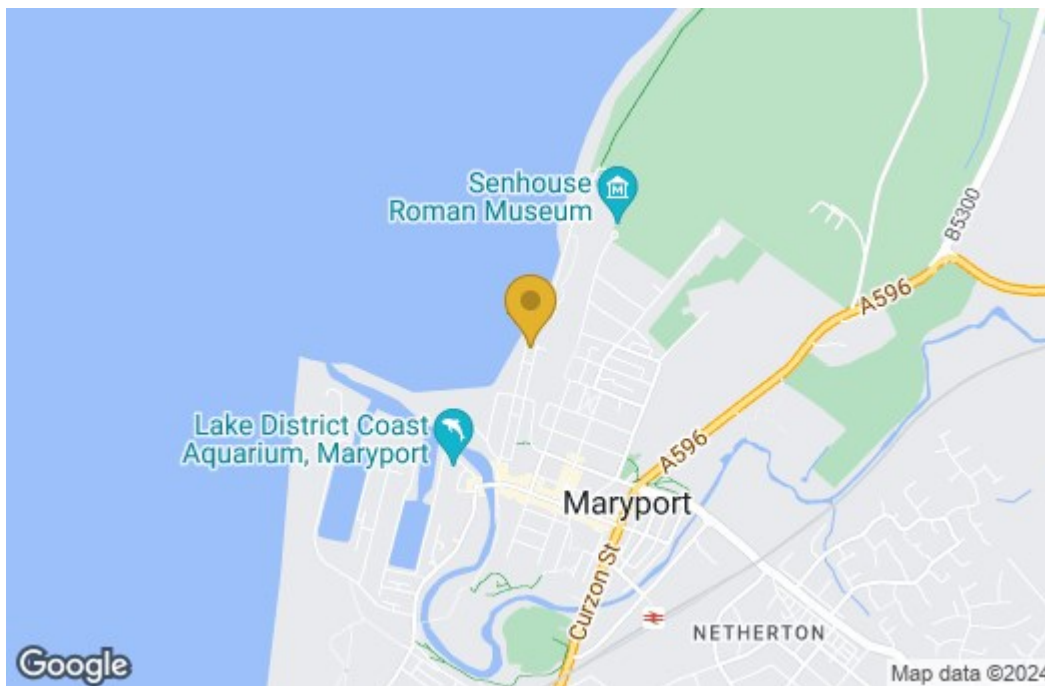 Senhouse
Roman Museum
B5300
A596
Lake District Coast
Aquarium, Maryport
A596
Maryport
Curzon St
NETHERTON
Google
Map data ©2024